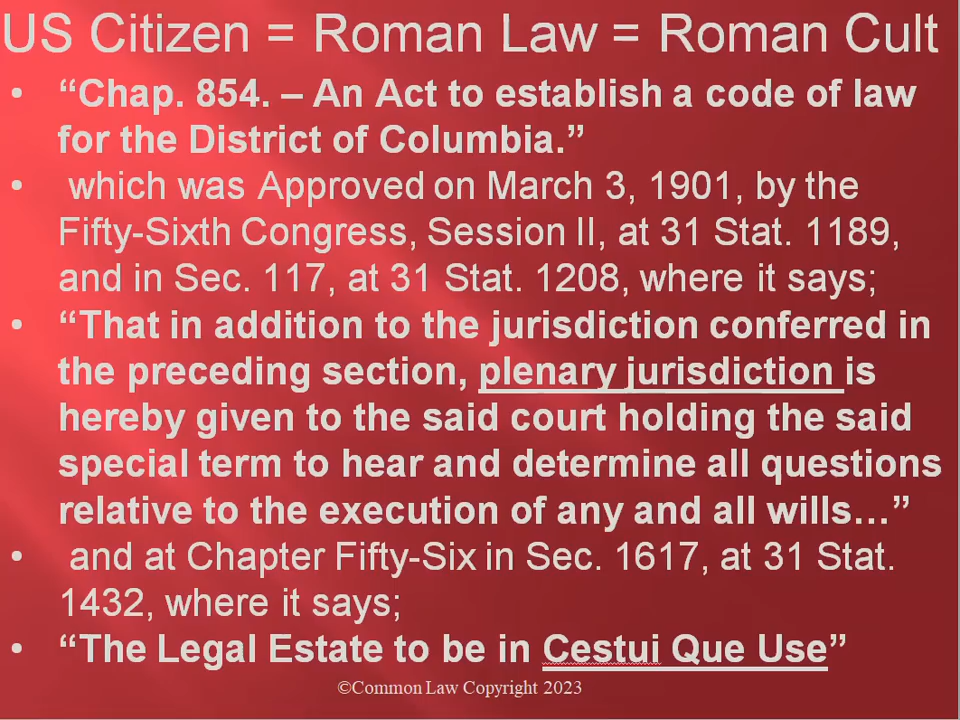 US Citizen = Roman Law = Roman Cult
• “Chap. 854. – An Act to establish a code of law
for the District of Columbia.”
• which was Approved on March 3, 1901, by the
Fifty-Sixth Congress, Session II, at 31 Stat. 1189,
and in Sec. 117, at 31 Stat. 1208, where it says;
• “That in addition to the jurisdiction conferred in
the preceding section, plenary jurisdiction is
hereby given to the said court holding the said
special term to hear and determine all questions
relative to the execution of any and all wills…”
• and at Chapter Fifty-Six in Sec. 1617, at 31 Stat.
1432, where it says;
• “The Legal Estate to be in Cestui Que Use”
©Common Law Copyright 2023